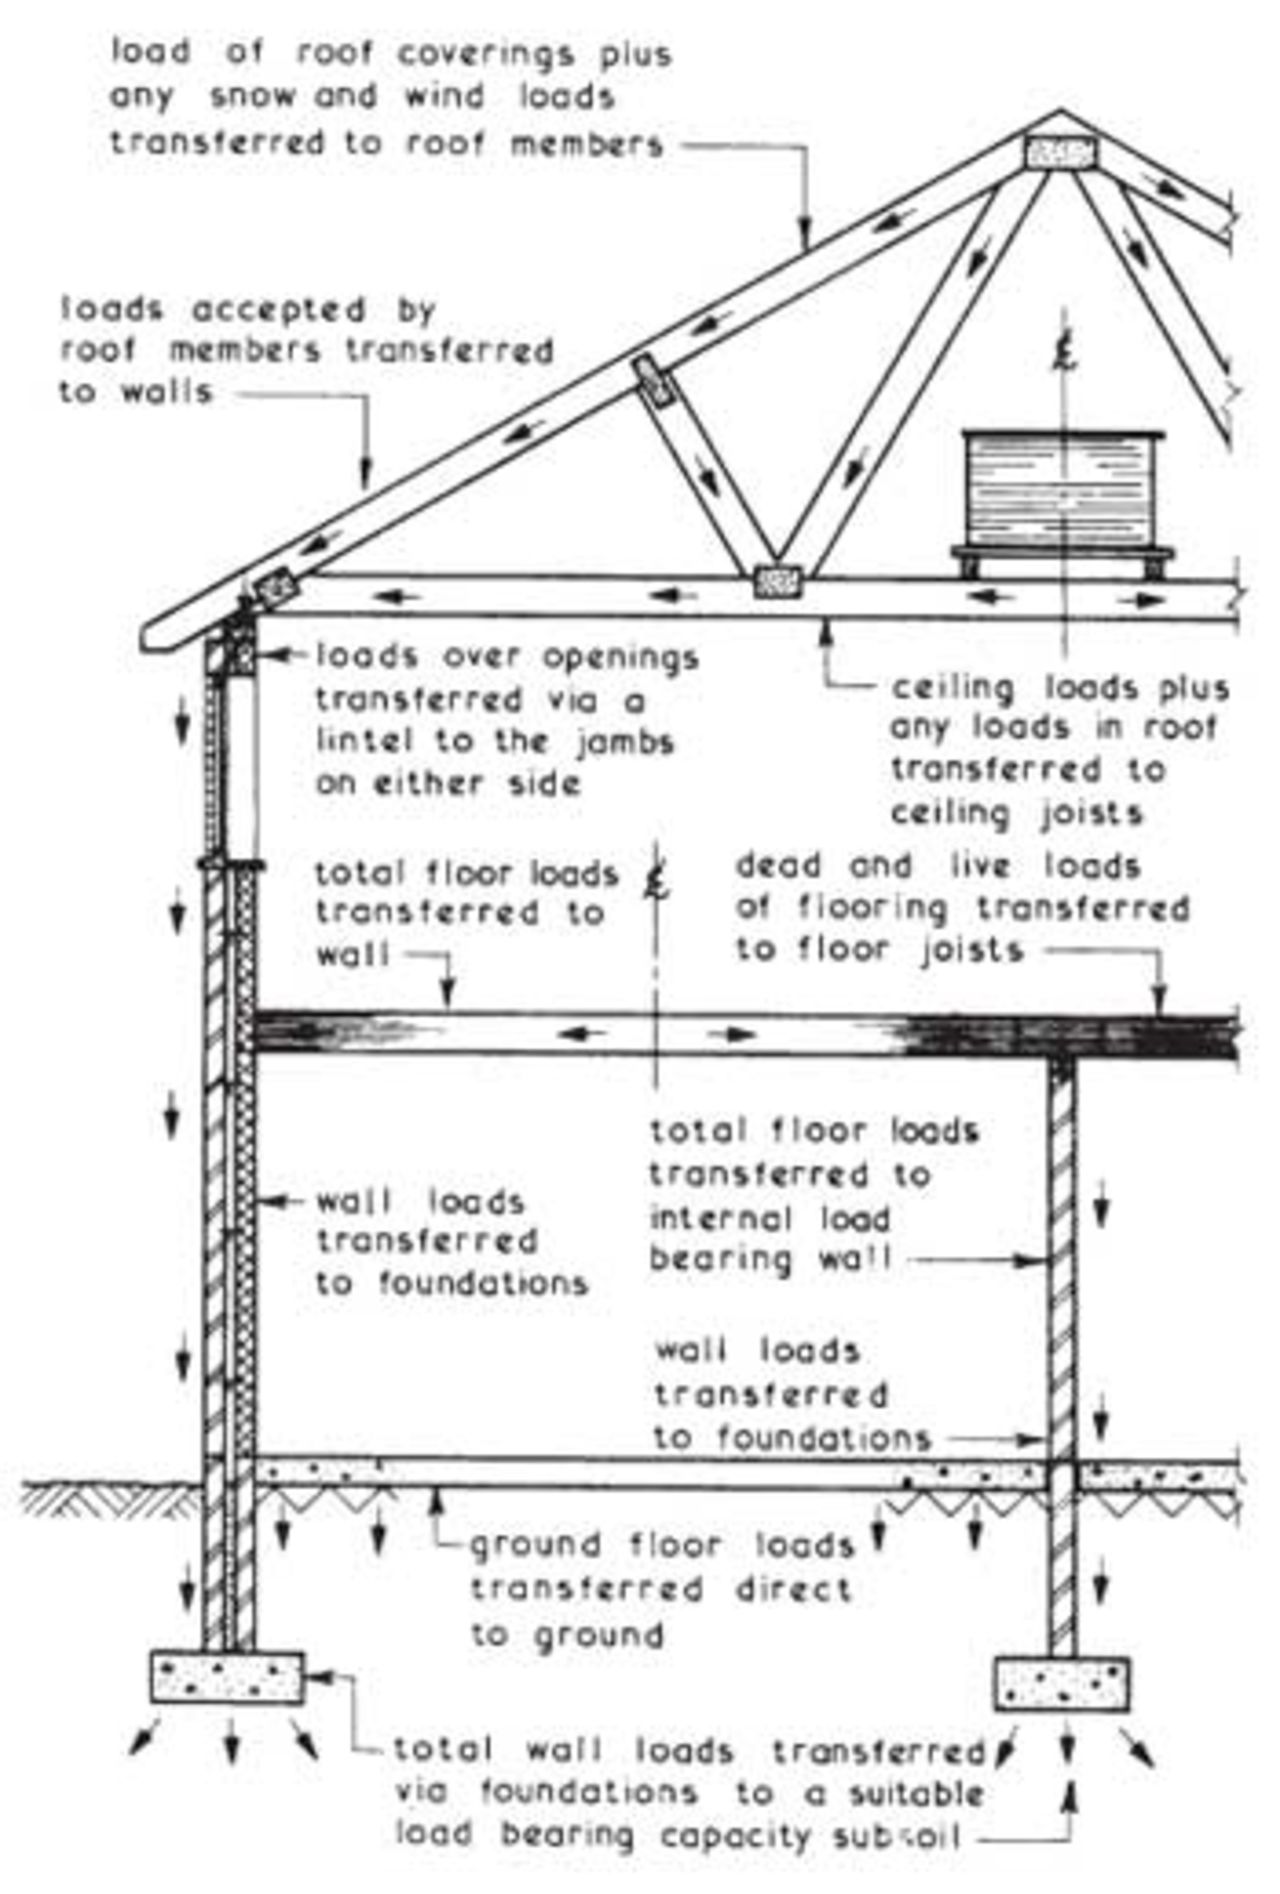 load of roof coverings plus
any snow and wind loads
transferred to roof members
loads accepted by
roof members transferred
to walls
loads over openings
transferred via a
lintel to the jambs
on either side
ceiling loads plus
any loads in roof
transferred to
ceiling joists
total floor loads
transferred to
wall
dead and live loads
of flooring transferred
to floor joists
total floor loads
transferred to
internal load
bearing wall
wall loads
transferred
to foundations
wall loads
transferred
to foundations
ground floor loads
transferred direct
to ground
total wall loads transferred
via foundations to a suitable
load bearing capacity subsoil